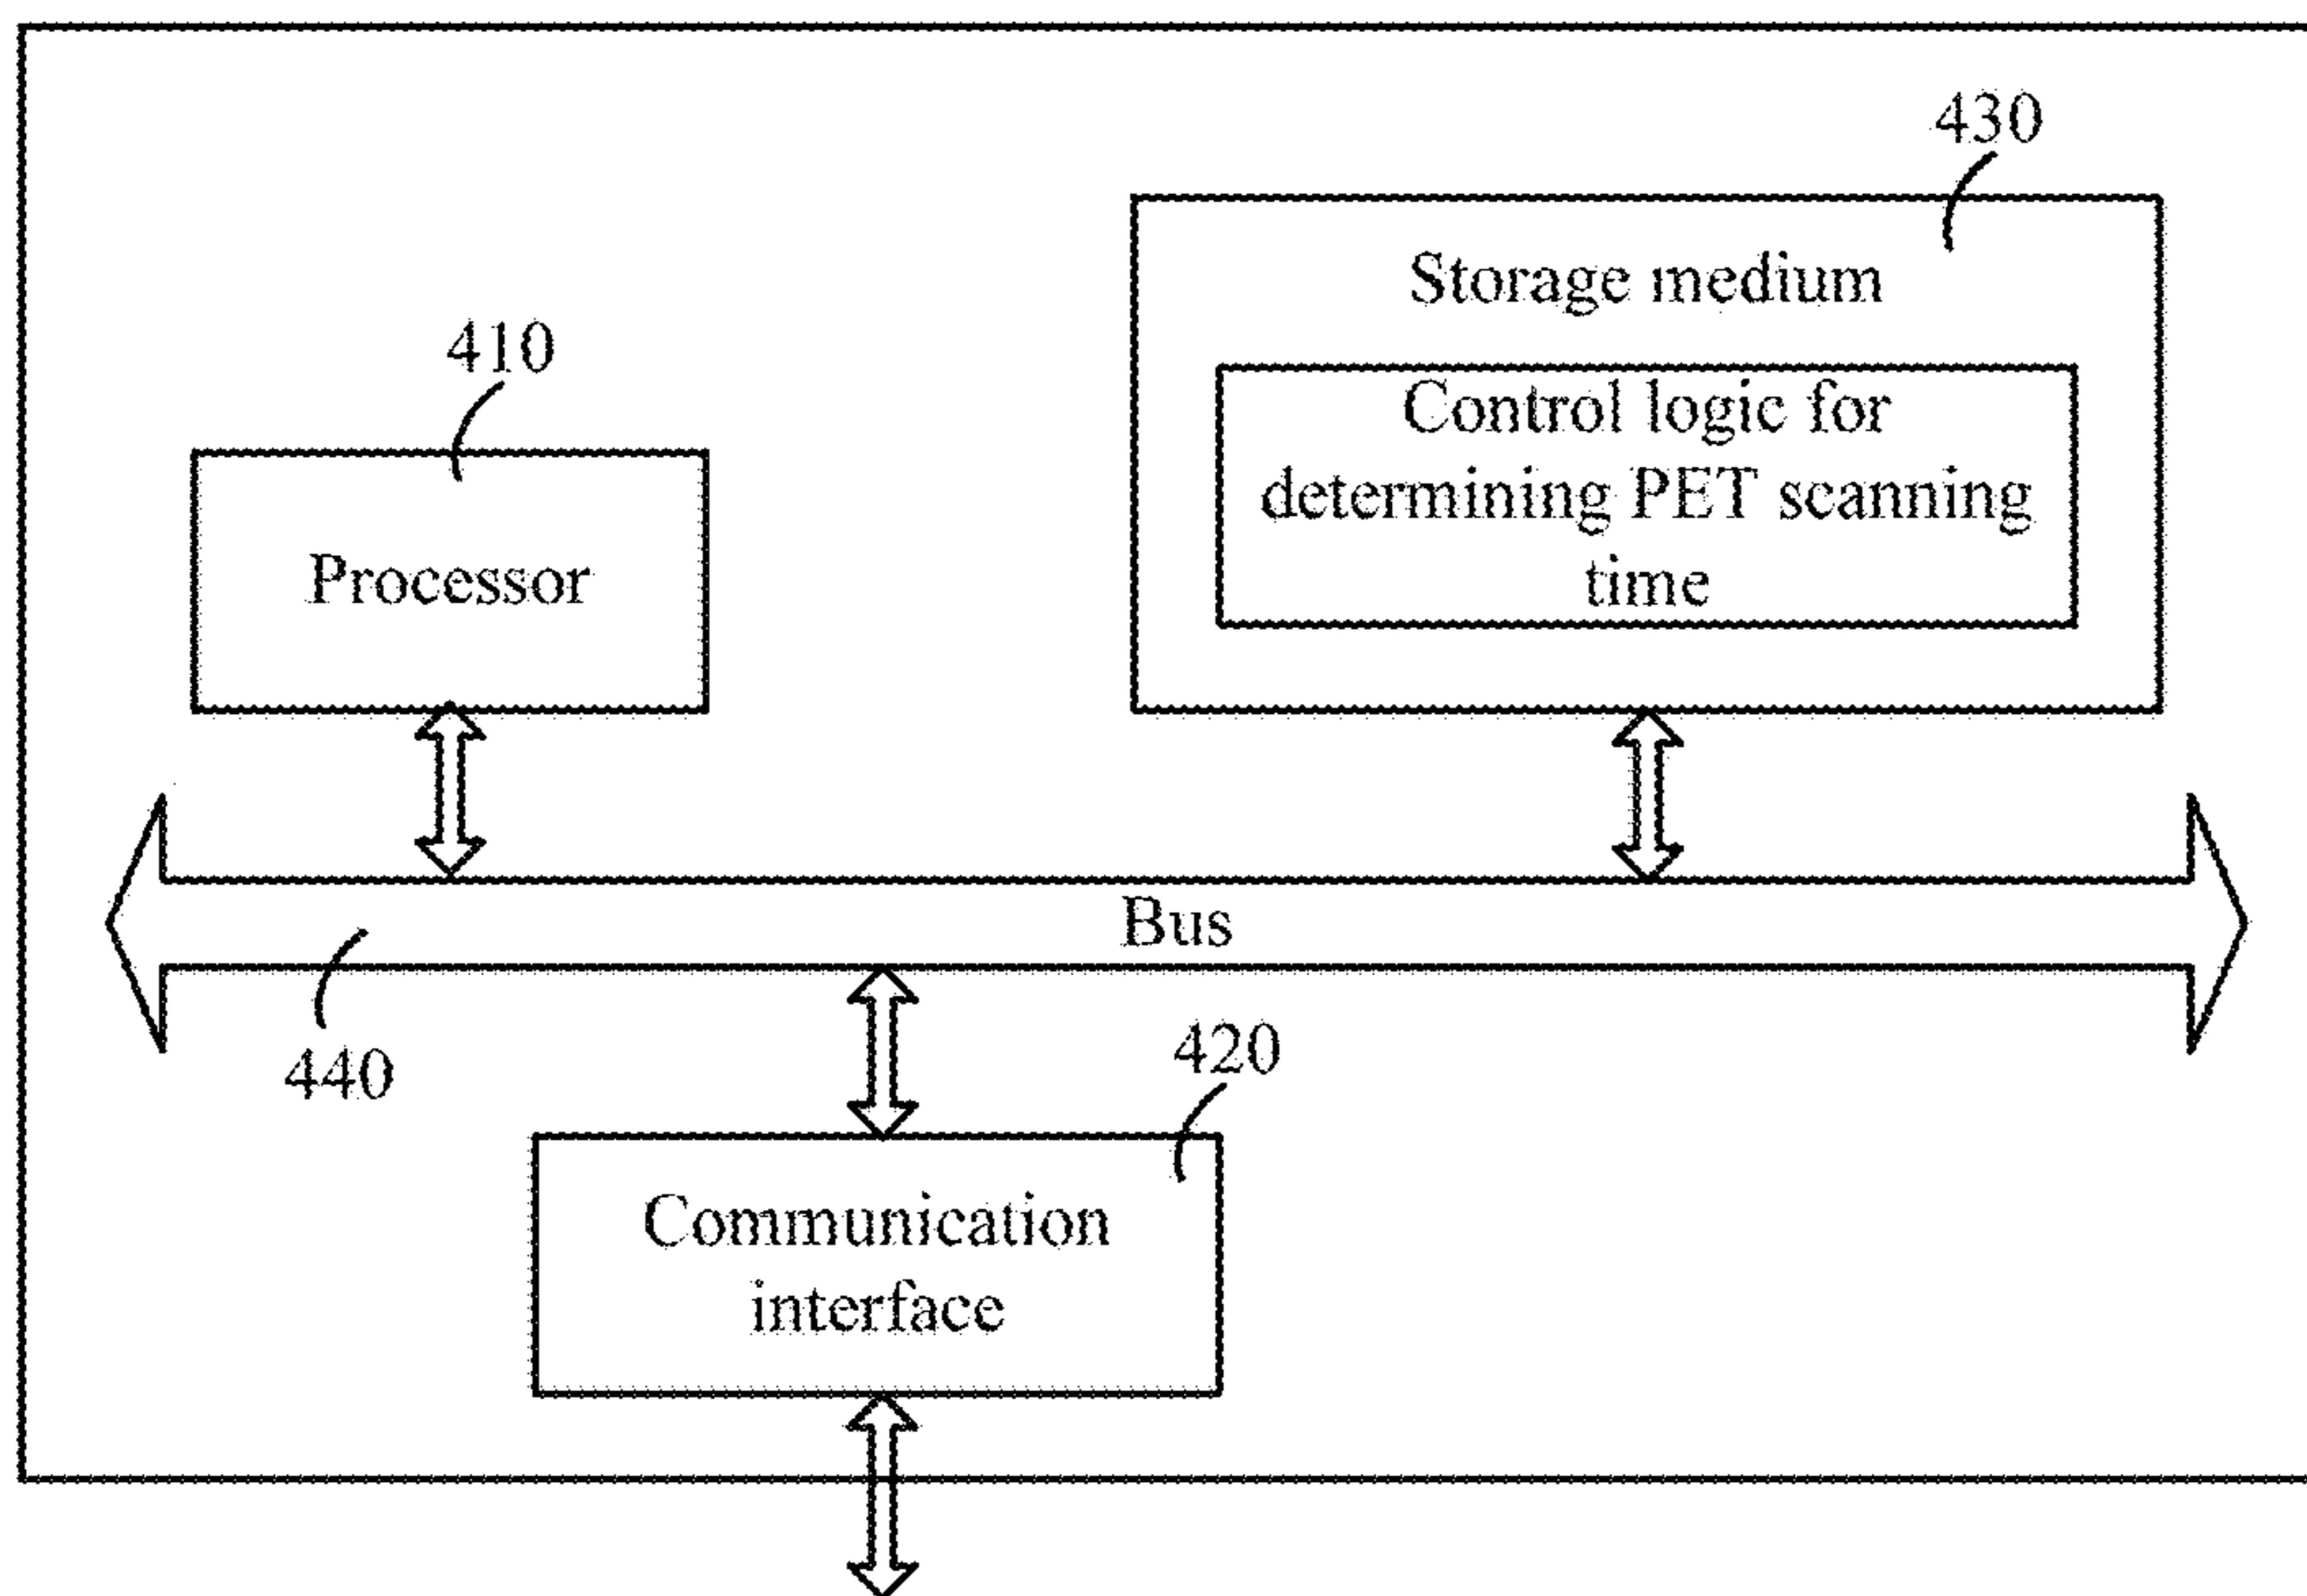 430
Storage medium
410
Control logic for
determining PET scanning
time
Processor
Bus
440
420
Communication
interface